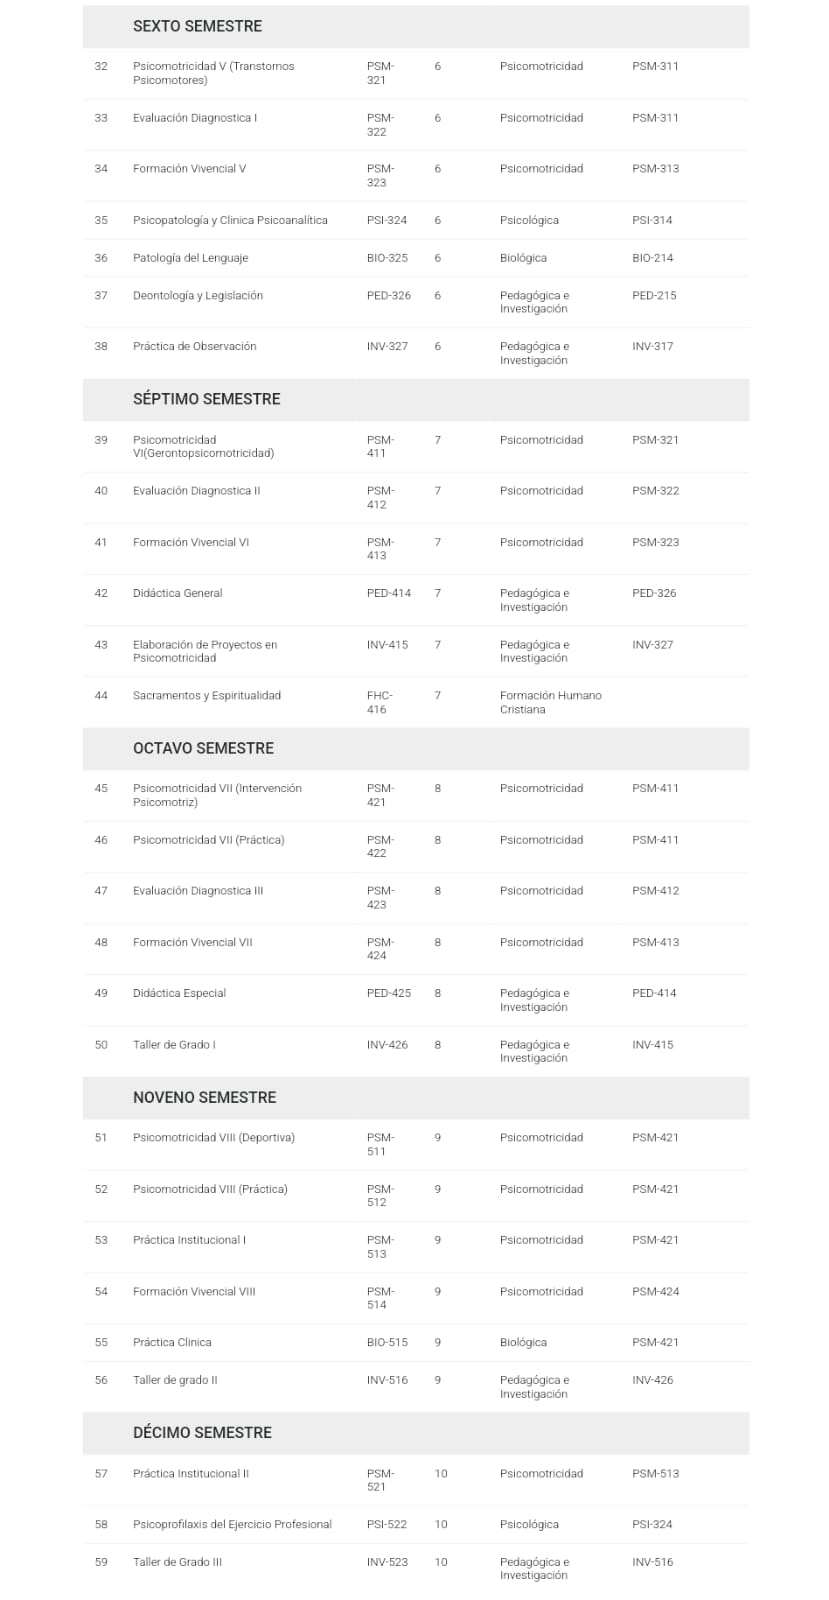 SEXTO SEMESTRE
32 Psicomotricidad V (Transtornos PSM- 6 Psicomotricidad PSM-311
Psicomotores) 321
33 Evaluación Diagnostica I PSM- 6 Psicomotricidad PSM-311
322
34 Formación Vivencial V PSM- 6 Psicomotricidad PSM-313
323
35 Psicopatología y Clinica Psicoanalítica PSI-324 6 Psicológica PSI-314
36 Patología del Lenguaje BIO-325 6 Biológica BIO-214
37 Deontología y Legislación PED-326 6 Pedagógica e PED-215
Investigación
38 Práctica de Observación INV-327 6 Pedagógica e INV-317
Investigación
SÉPTIMO SEMESTRE
39 Psicomotricidad PSM- 7 Psicomotricidad PSM-321
VI(Gerontopsicomotricidad) 411
40 Evaluación Diagnostica II PSM- 7 Psicomotricidad PSM-322
412
41 Formación Vivencial VI PSM- 7 Psicomotricidad PSM-323
413
42 Didáctica General PED-414 7 Pedagógica e PED-326
Investigación
43 Elaboración de Proyectos en INV-415 7 Pedagógica e INV-327
Psicomotricidad Investigación
44 Sacramentos y Espiritualidad FHC- 7 Formación Humano
416 Cristiana
OCTAVO SEMESTRE
45 Psicomotricidad VII (Intervención PSM- 8 Psicomotricidad PSM-411
Psicomotriz) 421
46 Psicomotricidad VII (Práctica) PSM- 8 Psicomotricidad PSM-411
422
47 Evaluación Diagnostica III PSM- 8 Psicomotricidad PSM-412
423
48 Formación Vivencial VII PSM- 8 Psicomotricidad PSM-413
424
49 Didáctica Especial PED-425 8 Pedagógica e PED-414
Investigación
50 Taller de Grado I INV-426 8 Pedagógica e INV-415
Investigación
NOVENO SEMESTRE
51 Psicomotricidad VIII (Deportiva) PSM- 9 Psicomotricidad PSM-421
511
52 Psicomotricidad VIII (Práctica) PSM- 9 Psicomotricidad PSM-421
512
53 Práctica Institucional I PSM- 9 Psicomotricidad PSM-421
513
54 Formación Vivencial VIII PSM- 9 Psicomotricidad PSM-424
514
55 Práctica Clinica BIO-515 9 Biológica PSM-421
56 Taller de grado II INV-516 9 Pedagógica e INV-426
Investigación
DÉCIMO SEMESTRE
57 Práctica Institucional II PSM- 10 Psicomotricidad PSM-513
521
58 Psicoprofilaxis del Ejercicio Profesional PSI-522 10 Psicológica PSI-324
59 Taller de Grado III INV-523 10 Pedagógica e INV-516
Investigación